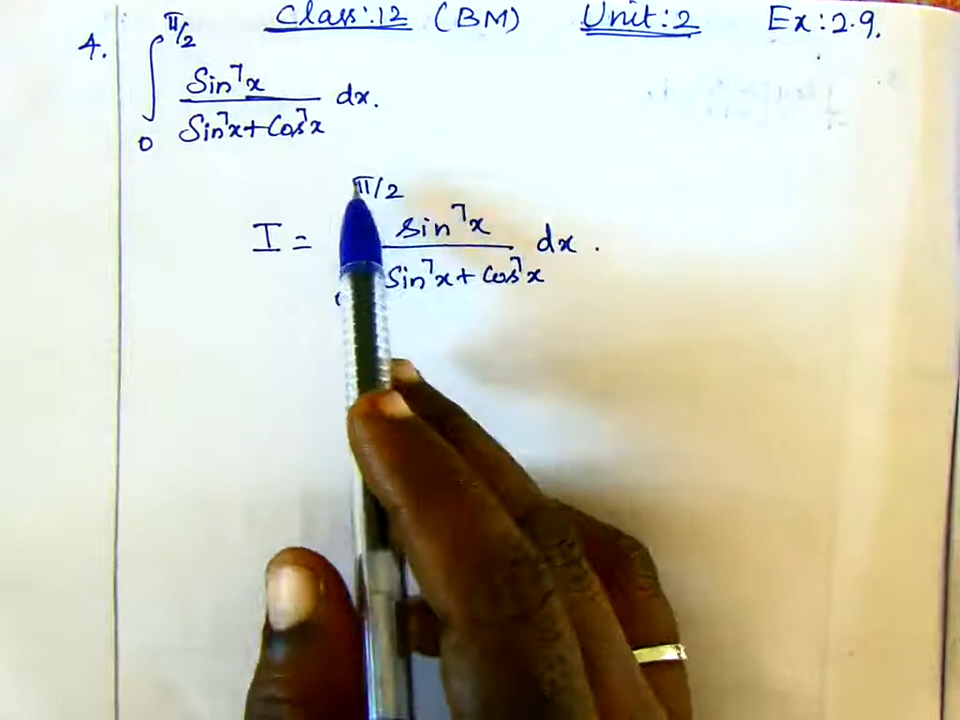 Class:12 (BM) Unit:2 Ex:2.9.
4. ∫₀^π/2 Sin⁷x / Sin⁷x+Cos⁷x dx.
I = π/2 sin⁷x / Sin⁷x+Cos⁷x dx.